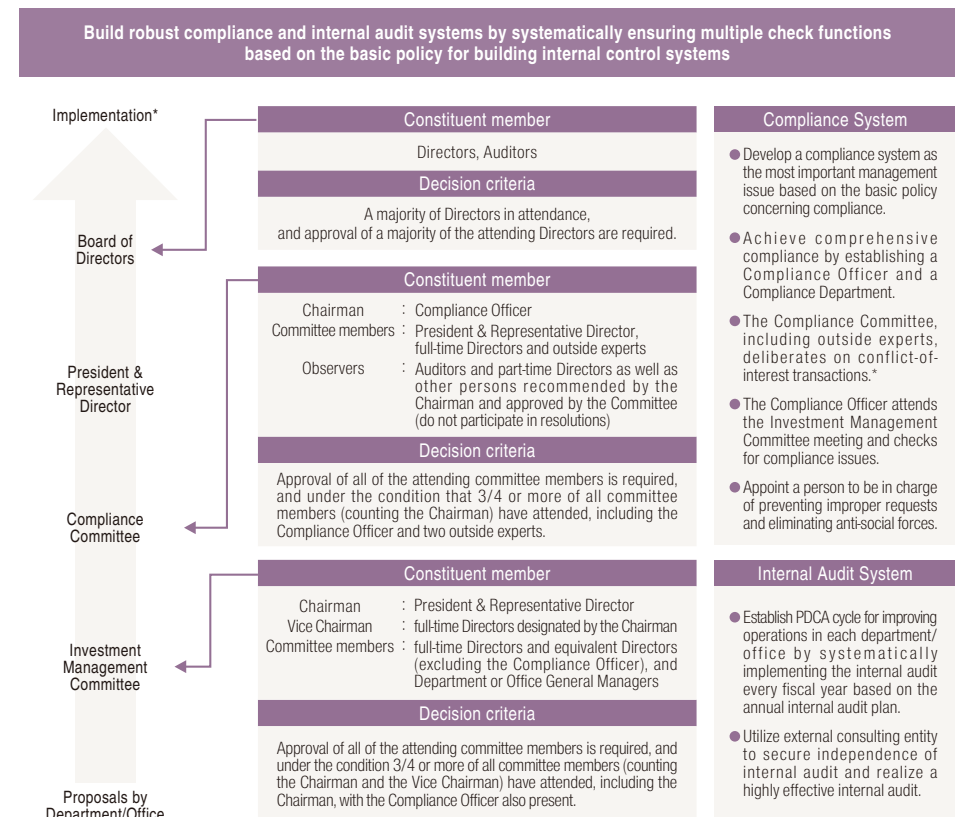 Build robust compliance and internal audit systems by systematically ensuring multiple check functions
based on the basic policy for building internal control systems
Implementation*
Board of
Directors
President &
Representative
Director
Compliance
Committee
Investment
Management
Committee
Proposals by
Department/Office
Constituent member
Directors, Auditors
Decision criteria
A majority of Directors in attendance,
and approval of a majority of the attending Directors are required.
Constituent member
Chairman : Compliance Officer
Committee members : President & Representative Director,
full-time Directors and outside experts
Observers : Auditors and part-time Directors as well as
other persons recommended by the
Chairman and approved by the Committee
(do not participate in resolutions)
Decision criteria
Approval of all of the attending committee members is required,
and under the condition that 3/4 or more of all committee
members (counting the Chairman) have attended, including the
Compliance Officer and two outside experts.
Constituent member
Chairman : President & Representative Director
Vice Chairman : full-time Directors designated by the Chairman
Committee members : full-time Directors and equivalent Directors
(excluding the Compliance Officer), and
Department or Office General Managers
Decision criteria
Approval of all of the attending committee members is required, and
under the condition 3/4 or more of all committee members (counting
the Chairman and the Vice Chairman) have attended, including the
Chairman, with the Compliance Officer also present.
Compliance System
● Develop a compliance system as
the most important management
issue based on the basic policy
concerning compliance.
● Achieve comprehensive
compliance by establishing a
Compliance Officer and a
Compliance Department.
● The Compliance Committee,
including outside experts,
deliberates on conflict-of-
interest transactions.*
● The Compliance Officer attends
the Investment Management
Committee meeting and checks
for compliance issues.
● Appoint a person to be in charge
of preventing improper requests
and eliminating anti-social forces.
Internal Audit System
● Establish PDCA cycle for improving
operations in each department/
office by systematically
implementing the internal audit
every fiscal year based on the
annual internal audit plan.
● Utilize external consulting entity
to secure independence of
internal audit and realize a
highly effective internal audit.